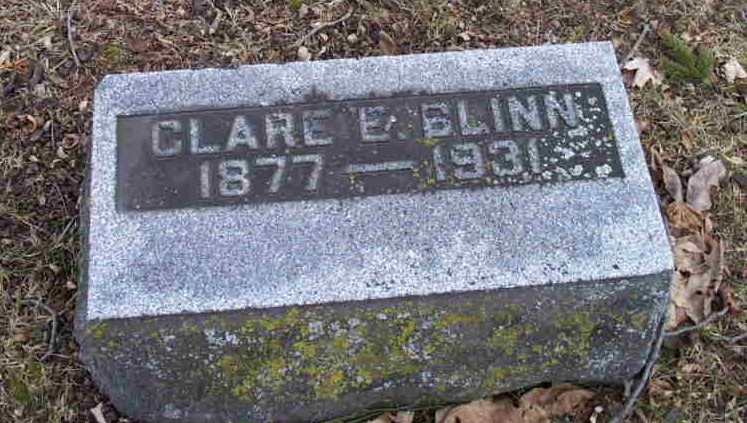 CLARE E. BLINN
1877 — 1931